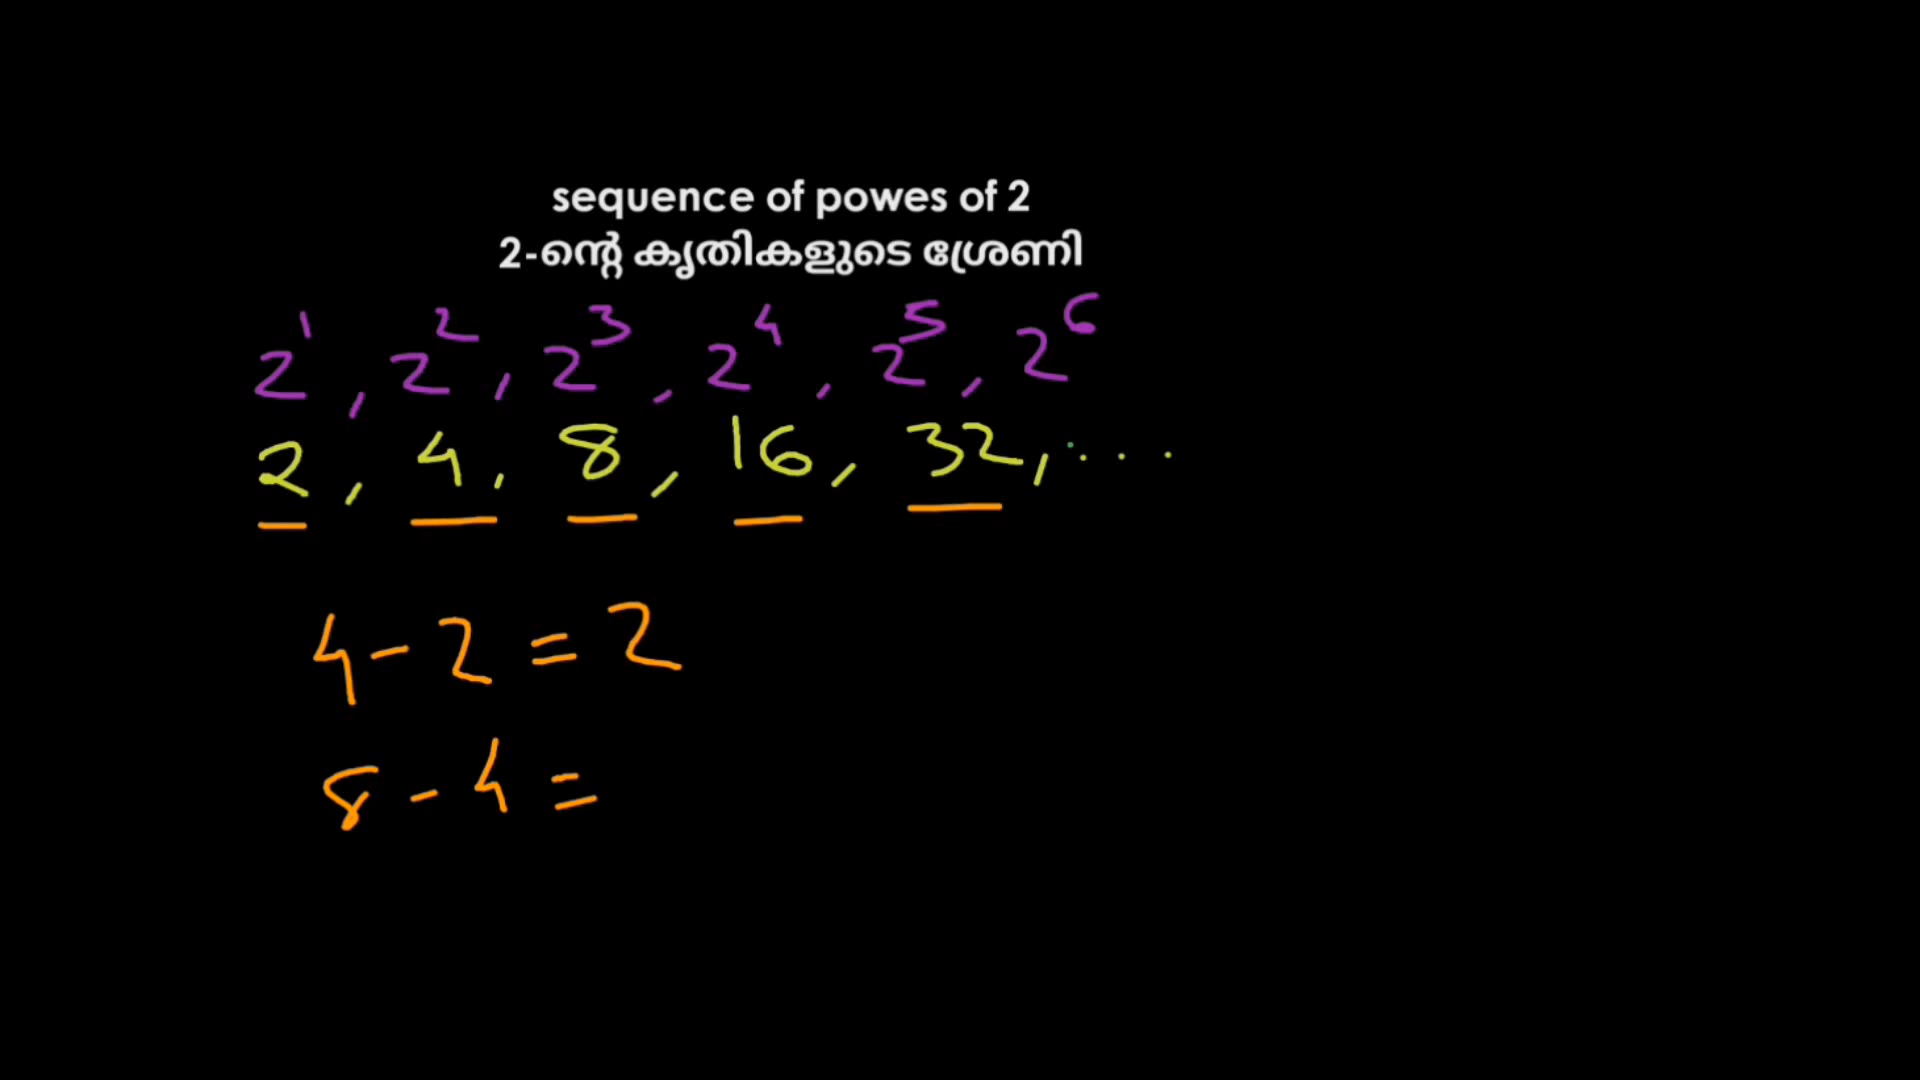 sequence of powes of 2
2-ന്റെ കൃതികളുടെ ശ്രേണി
2¹, 2², 2³, 2⁴, 2⁵, 2⁶
2, 4, 8, 16, 32, ....
4 - 2 = 2
8 - 4 =